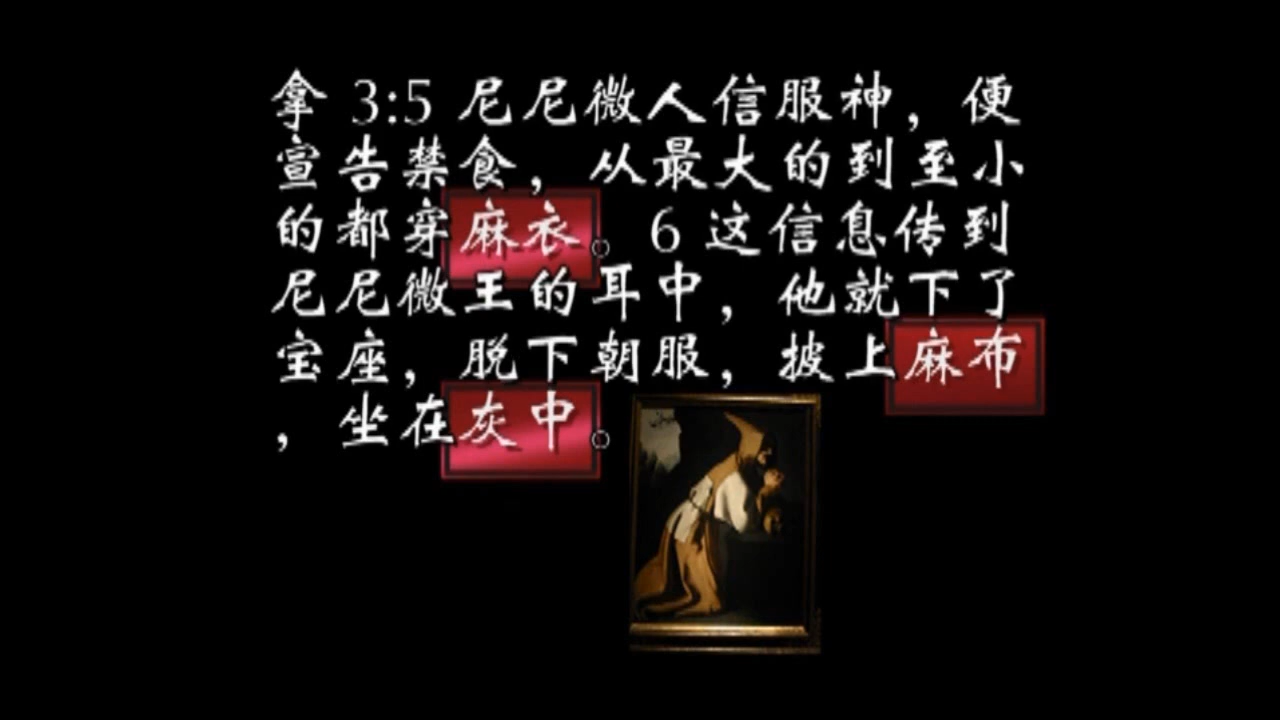 拿 3:5 尼尼微人信服神，便
宣告禁食，从最大的到至小
的都穿麻衣。6 这信息传到
尼尼微王的耳中，他就下了
宝座，脱下朝服，披上麻布
，坐在灰中。